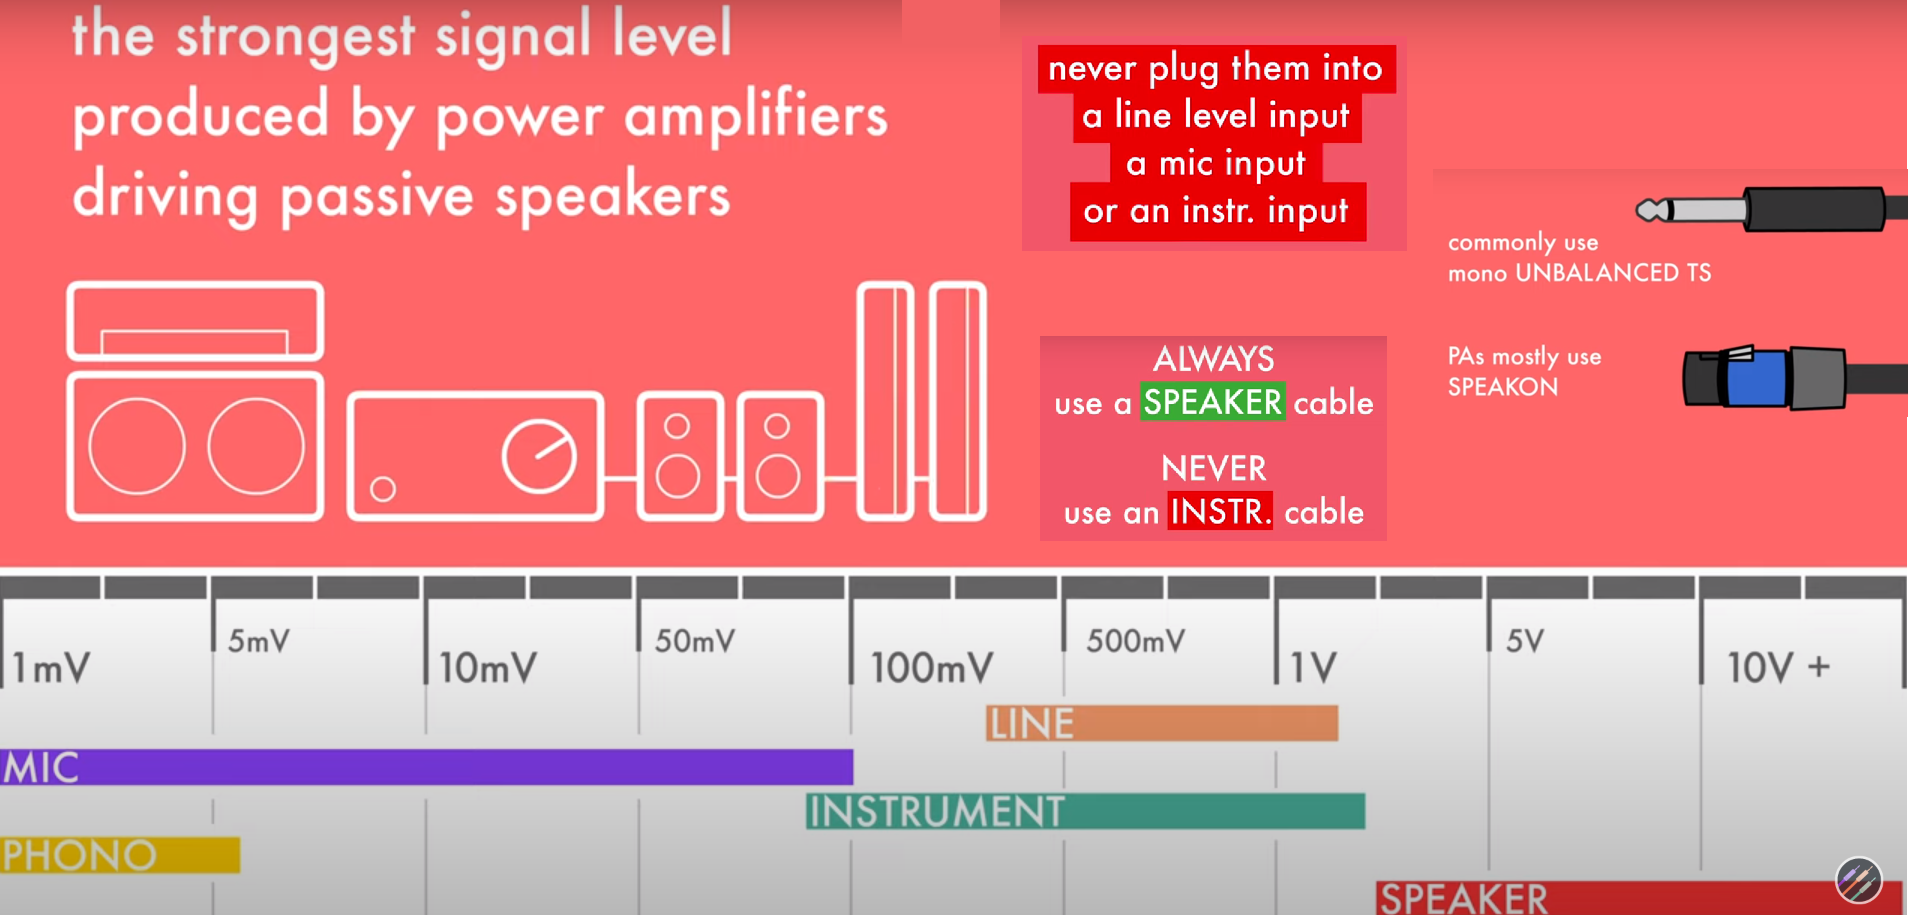 the strongest signal level
produced by power amplifiers
driving passive speakers
never plug them into
a line level input
a mic input
or an instr. input
commonly use
mono UNBALANCED TS
PAs mostly use
SPEAKON
ALWAYS
use a SPEAKER cable
NEVER
use an INSTR. cable
1mV
5mV
10mV
50mV
100mV
500mV
1V
5V
10V +
LINE
MIC
INSTRUMENT
PHONO
SPEAKER